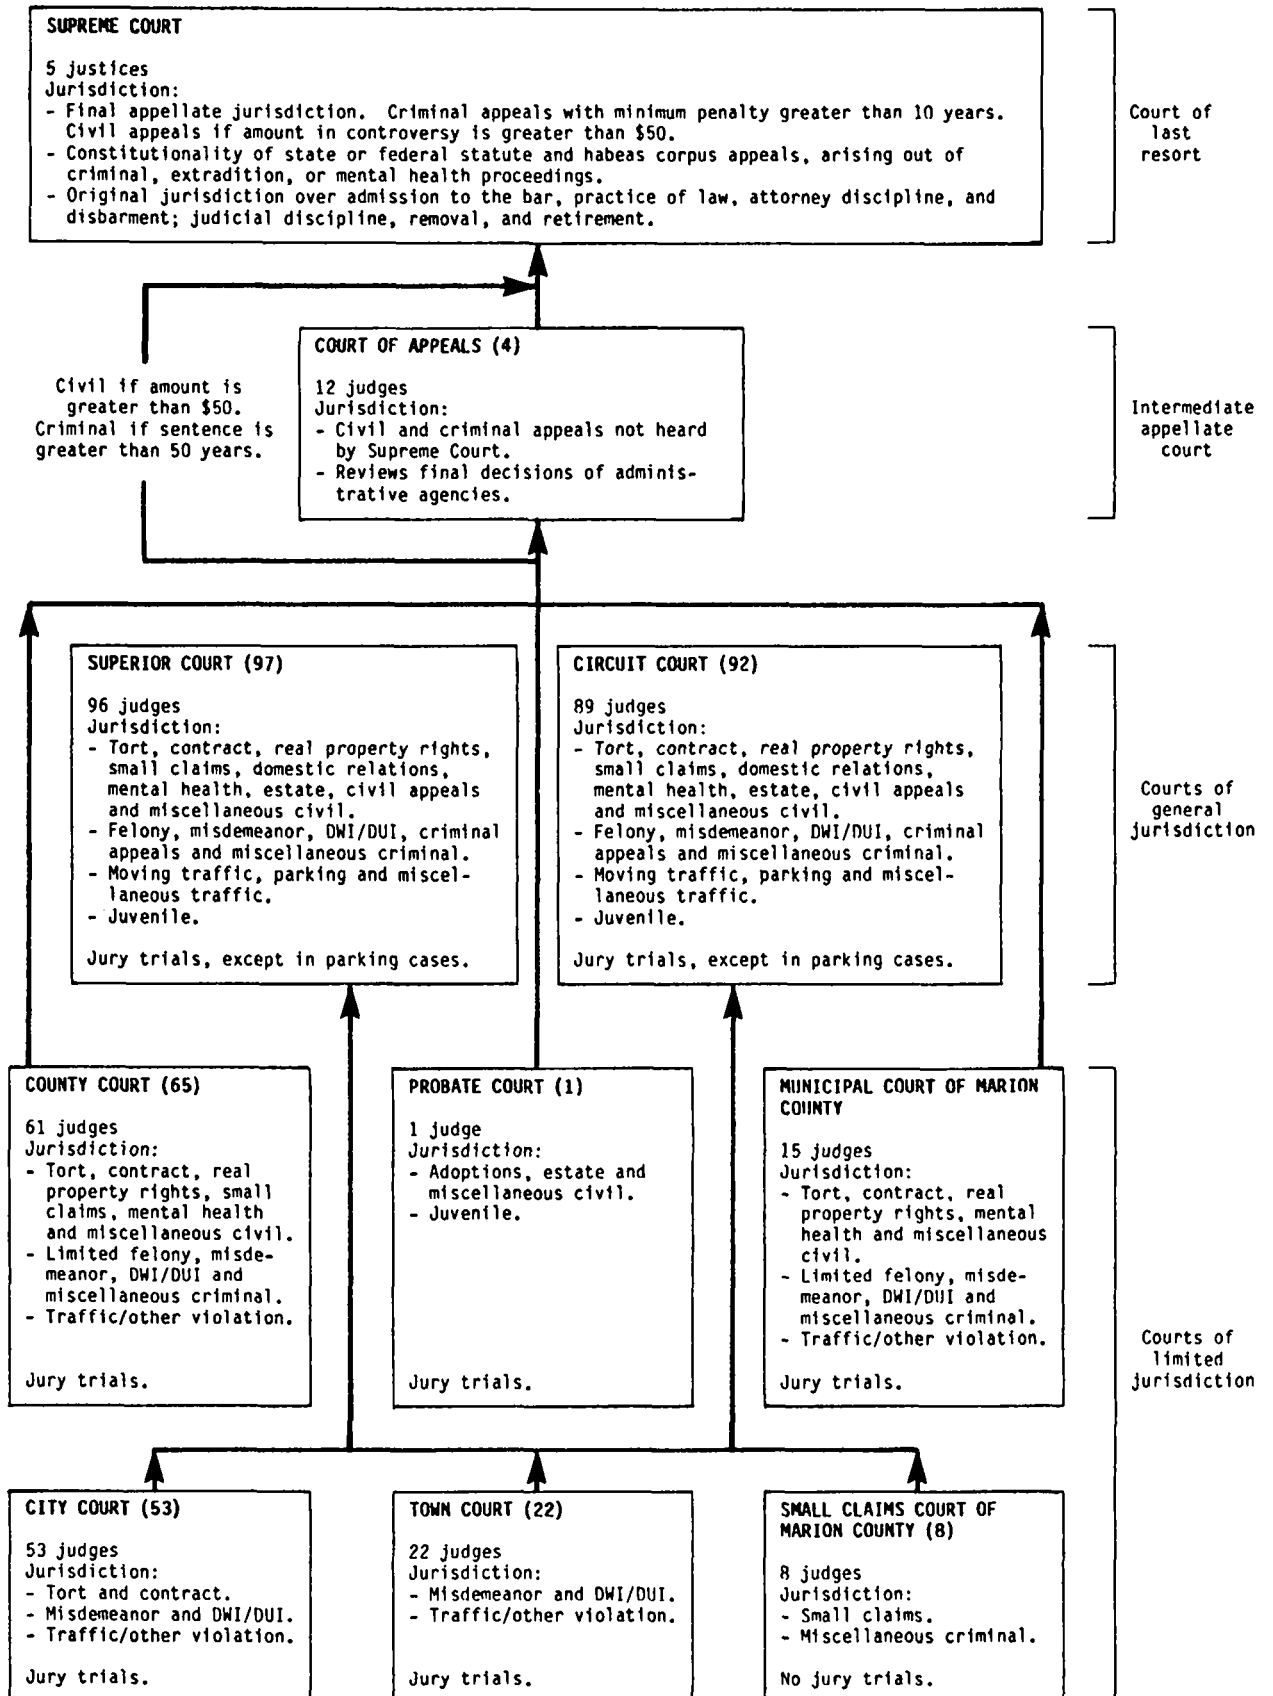 SUPREME COURT
5 justices
Jurisdiction:
- Final appellate jurisdiction. Criminal appeals with minimum penalty greater than 10 years.
Civil appeals if amount in controversy is greater than $50.
- Constitutionality of state or federal statute and habeas corpus appeals, arising out of
criminal, extradition, or mental health proceedings.
- Original jurisdiction over admission to the bar, practice of law, attorney discipline, and
disbarment; judicial discipline, removal, and retirement.
Court of
last
resort
COURT OF APPEALS (4)
12 judges
Jurisdiction:
- Civil and criminal appeals not heard
by Supreme Court.
- Reviews final decisions of adminis-
trative agencies.
Civil if amount is
greater than $50.
Criminal if sentence is
greater than 50 years.
Intermediate
appellate
court
SUPERIOR COURT (97)
96 judges
Jurisdiction:
- Tort, contract, real property rights,
small claims, domestic relations,
mental health, estate, civil appeals
and miscellaneous civil.
- Felony, misdemeanor, DWI/DUI, criminal
appeals and miscellaneous criminal.
- Moving traffic, parking and miscel-
laneous traffic.
- Juvenile.
Jury trials, except in parking cases.
CIRCUIT COURT (92)
89 judges
Jurisdiction:
- Tort, contract, real property rights,
small claims, domestic relations,
mental health, estate, civil appeals
and miscellaneous civil.
- Felony, misdemeanor, DWI/DUI, criminal
appeals and miscellaneous criminal.
- Moving traffic, parking and miscel-
laneous traffic.
- Juvenile.
Jury trials, except in parking cases.
Courts of
general
jurisdiction
COUNTY COURT (65)
61 judges
Jurisdiction:
- Tort, contract, real
property rights, small
claims, mental health
and miscellaneous civil.
- Limited felony, misde-
meanor, DWI/DUI and
miscellaneous criminal.
- Traffic/other violation.
Jury trials.
PROBATE COURT (1)
1 judge
Jurisdiction:
- Adoptions, estate and
miscellaneous civil.
- Juvenile.
Jury trials.
MUNICIPAL COURT OF MARION
COUNTY
15 judges
Jurisdiction:
- Tort, contract, real
property rights, mental
health and miscellaneous
civil.
- Limited felony, misde-
meanor, DWI/DUI and
miscellaneous criminal.
- Traffic/other violation.
Jury trials.
Courts of
limited
jurisdiction
CITY COURT (53)
53 judges
Jurisdiction:
- Tort and contract.
- Misdemeanor and DWI/DUI.
- Traffic/other violation.
Jury trials.
TOWN COURT (22)
22 judges
Jurisdiction:
- Misdemeanor and DWI/DUI.
- Traffic/other violation.
Jury trials.
SMALL CLAIMS COURT OF
MARION COUNTY (8)
8 judges
Jurisdiction:
- Small claims.
- Miscellaneous criminal.
No jury trials.